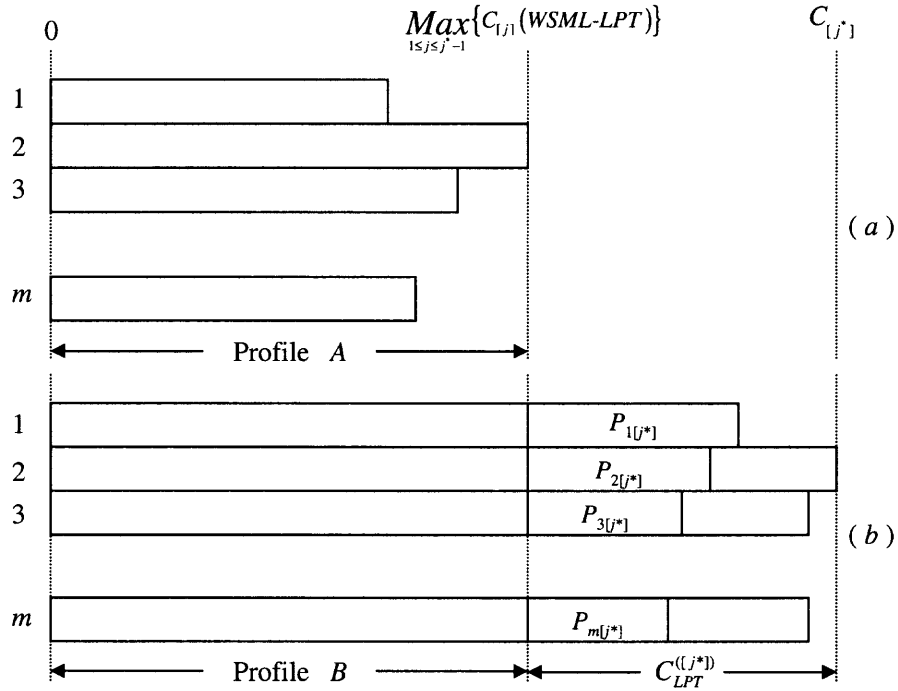 0 Max 1≤j≤j*-1 {C[j](WSML-LPT)} C[j*]
1
2
3
(a)
m
Profile A
1 P1[j*]
2 P2[j*]
3 P3[j*]
(b)
m Pm[j*]
Profile B C([j*])LPT